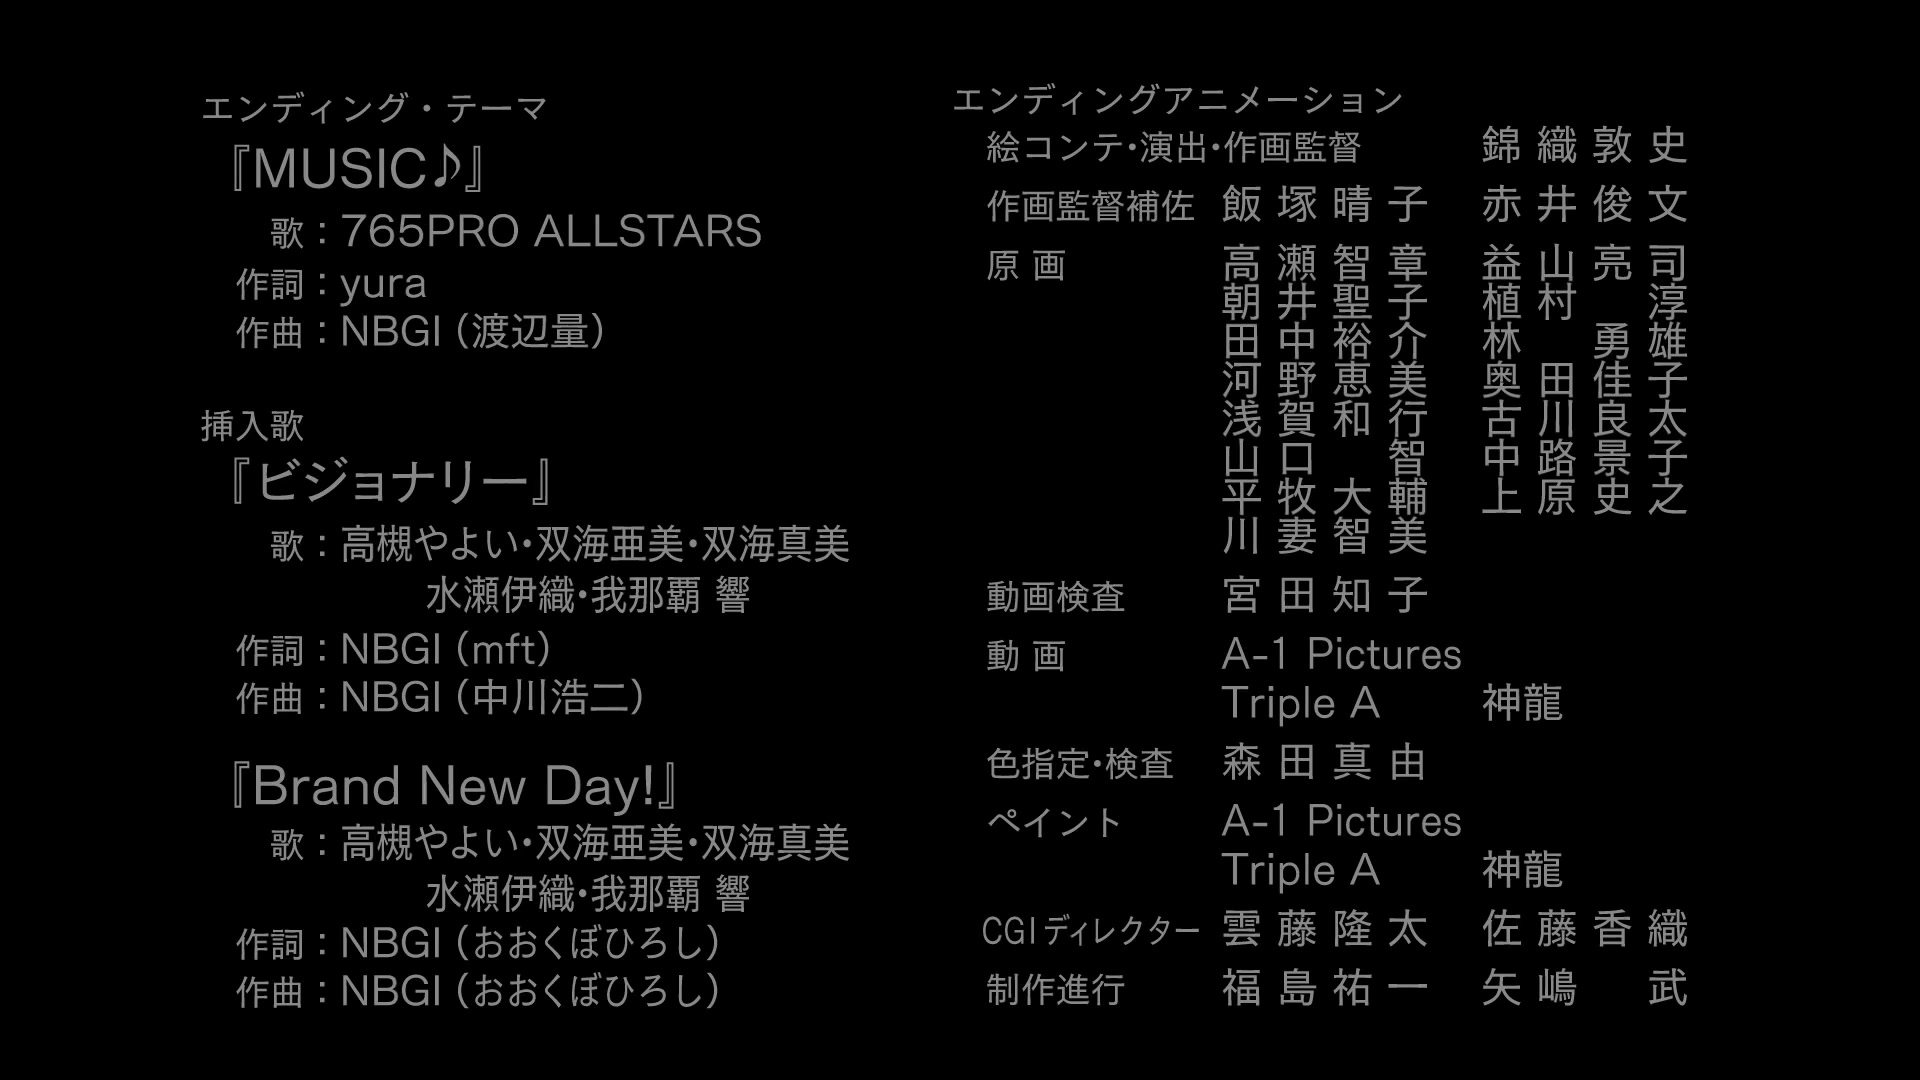 エンディング・テーマ
『MUSIC♪』
歌：765PRO ALLSTARS
作詞：yura
作曲：NBGI（渡辺量）
挿入歌
『ビジョナリー』
歌：高槻やよい・双海亜美・双海真美
水瀬伊織・我那覇 響
作詞：NBGI（mft）
作曲：NBGI（中川浩二）
『Brand New Day!』
歌：高槻やよい・双海亜美・双海真美
水瀬伊織・我那覇 響
作詞：NBGI（おおくぼひろし）
作曲：NBGI（おおくぼひろし）
エンディングアニメーション
絵コンテ・演出・作画監督 錦織敦史
作画監督補佐 飯塚晴子 赤井俊文
原画 高瀬智章 益山亮司
朝井聖子 植村 淳
田中裕介 林 勇雄
河野恵美 奥田佳子
浅賀和行 古川良太
山口 智 中路景子
平牧大輔 上原史之
川妻智美
動画検査 宮田知子
動画 A-1 Pictures
Triple A 神龍
色指定・検査 森田真由
ペイント A-1 Pictures
Triple A 神龍
CGIディレクター 雲藤隆太 佐藤香織
制作進行 福島祐一 矢嶋 武